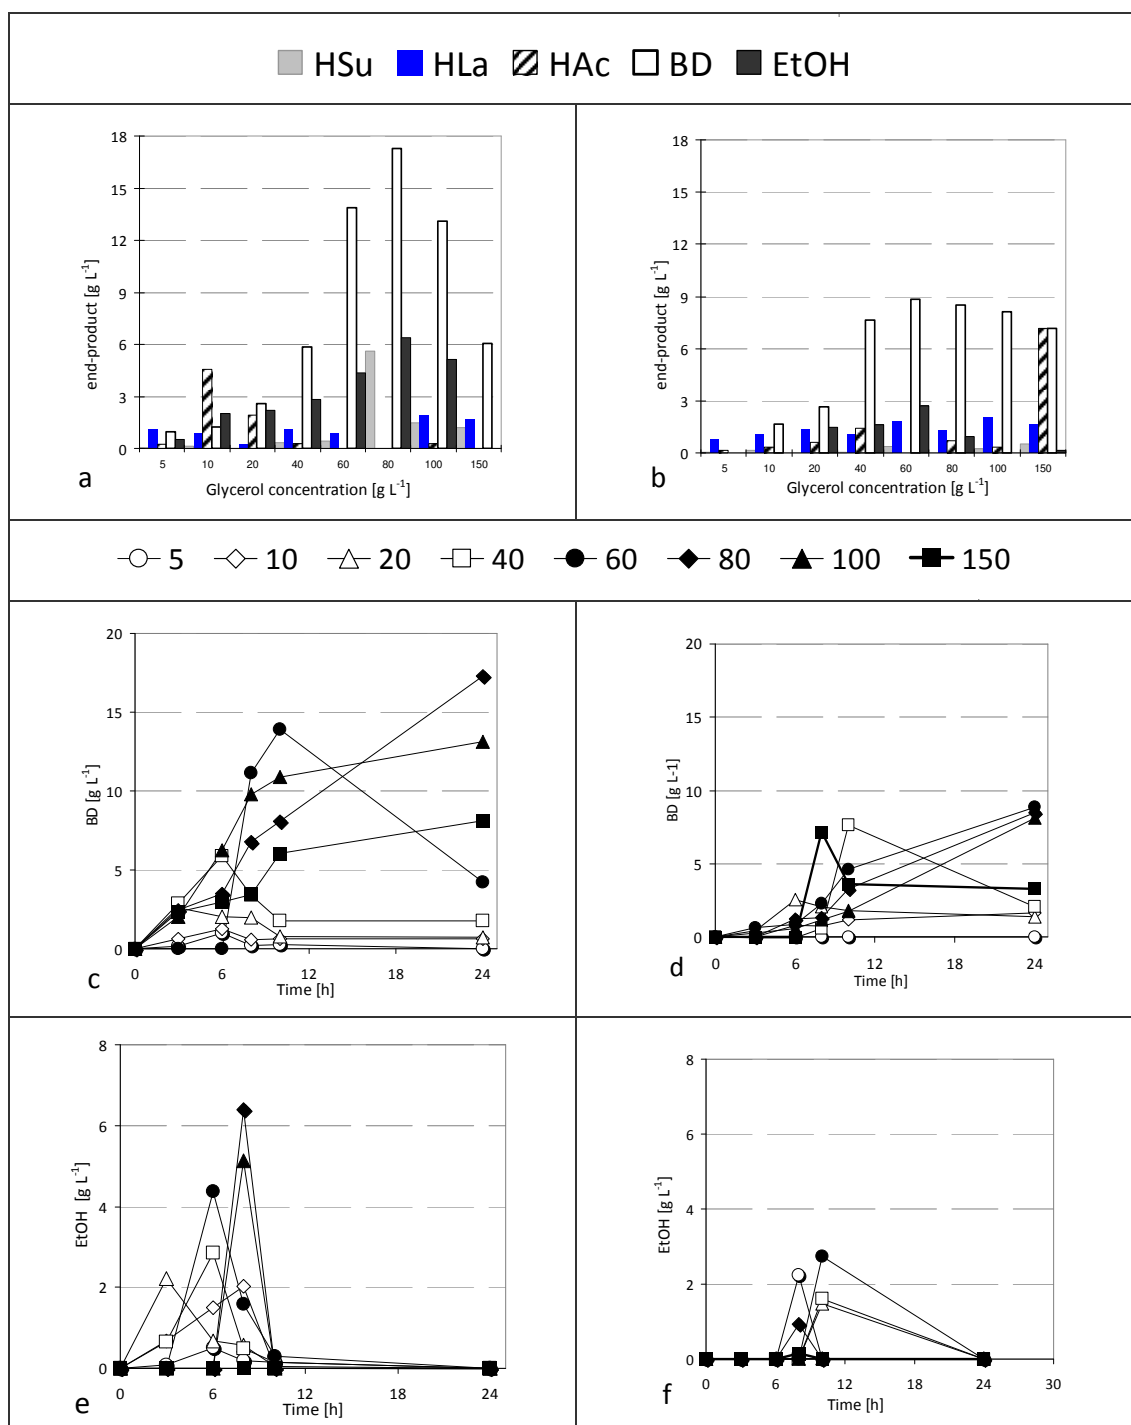 HSu HLa HAc BD EtOH
18
15
12
9
6
3
0
end-product [g L⁻¹]
5 10 20 40 60 80 100 150
Glycerol concentration [g L⁻¹]
a
18
15
12
9
6
3
0
end-product [g L⁻¹]
5 10 20 40 60 80 100 150
Glycerol concentration [g L⁻¹]
b
5 10 20 40 60 80 100 150
20
15
10
5
0
BD [g L⁻¹]
0 6 12 18 24
Time [h]
c
20
15
10
5
0
BD [g L-1]
0 6 12 18 24
Time [h]
d
8
6
4
2
0
EtOH [g L⁻¹]
0 6 12 18 24
Time [h]
e
8
6
4
2
0
EtOH [g L⁻¹]
0 6 12 18 24 30
Time [h]
f